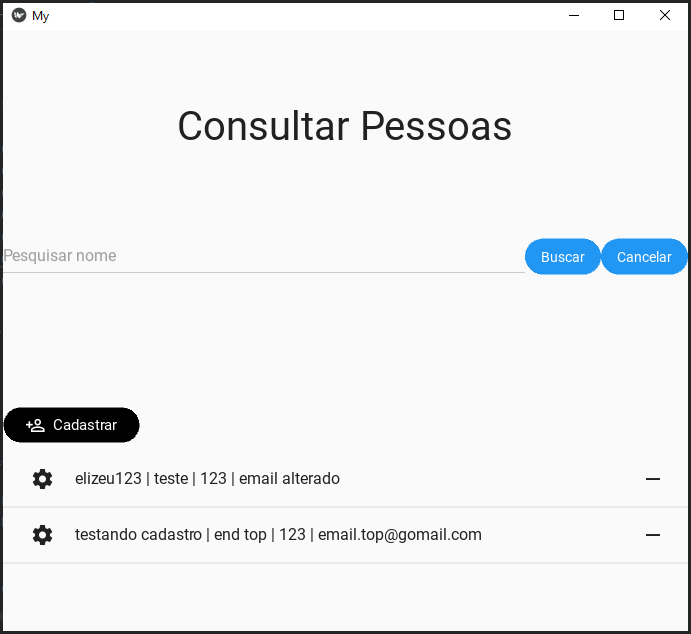 My
Consultar Pessoas
Pesquisar nome
Buscar
Cancelar
Cadastrar
elizeu123 | teste | 123 | email alterado
testando cadastro | end top | 123 | email.top@gomail.com